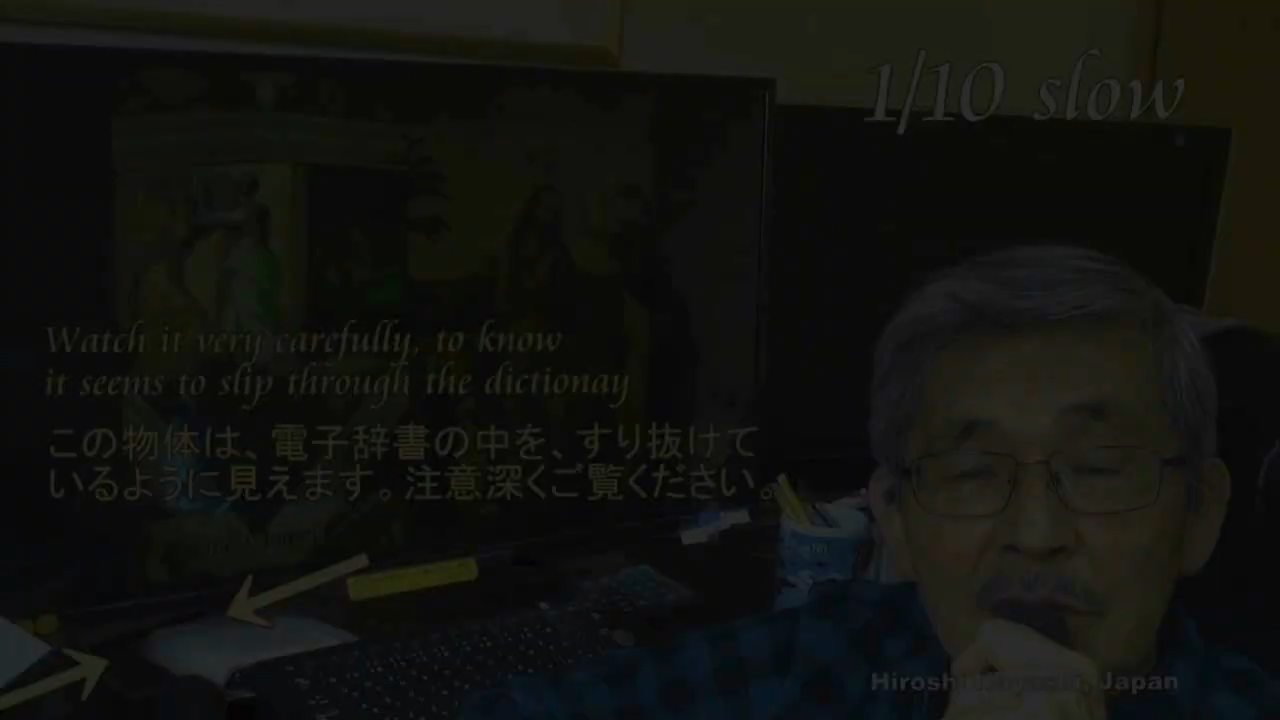 1/10 slow
Watch it very carefully, to know
it seems to slip through the dictionay
この物体は、電子辞書の中を、すり抜けて
いるように見えます。注意深くご覧ください。
Japan